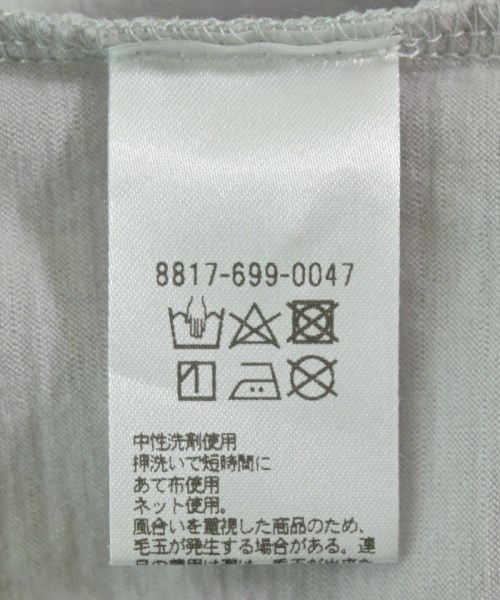 8817-699-0047
中性洗剤使用
押洗いで短時間に
あて布使用
ネット使用。
風合いを重視した商品のため、
毛玉が発生する場合がある。連